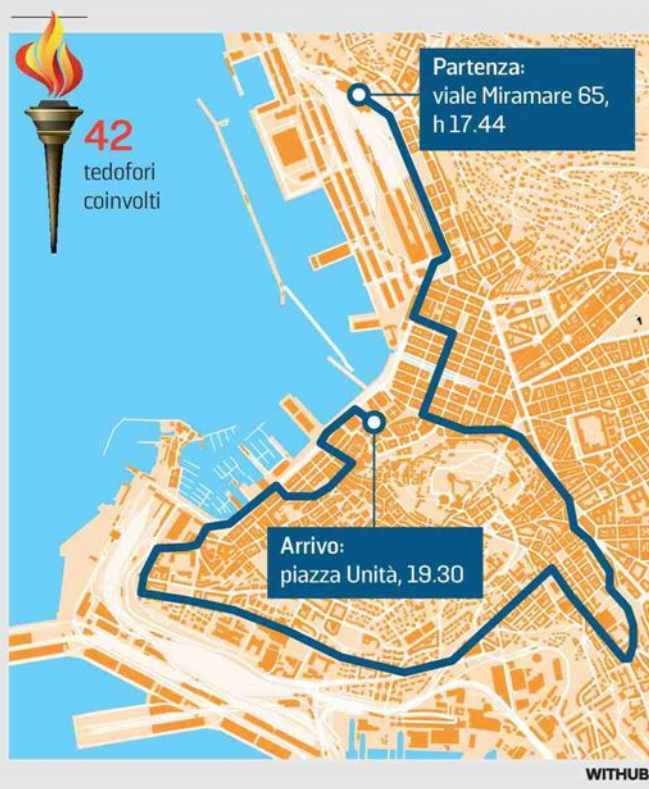 42
tedofori
coinvolti
Partenza:
viale Miramare 65,
h 17.44
Arrivo:
piazza Unità, 19.30
WITHUB